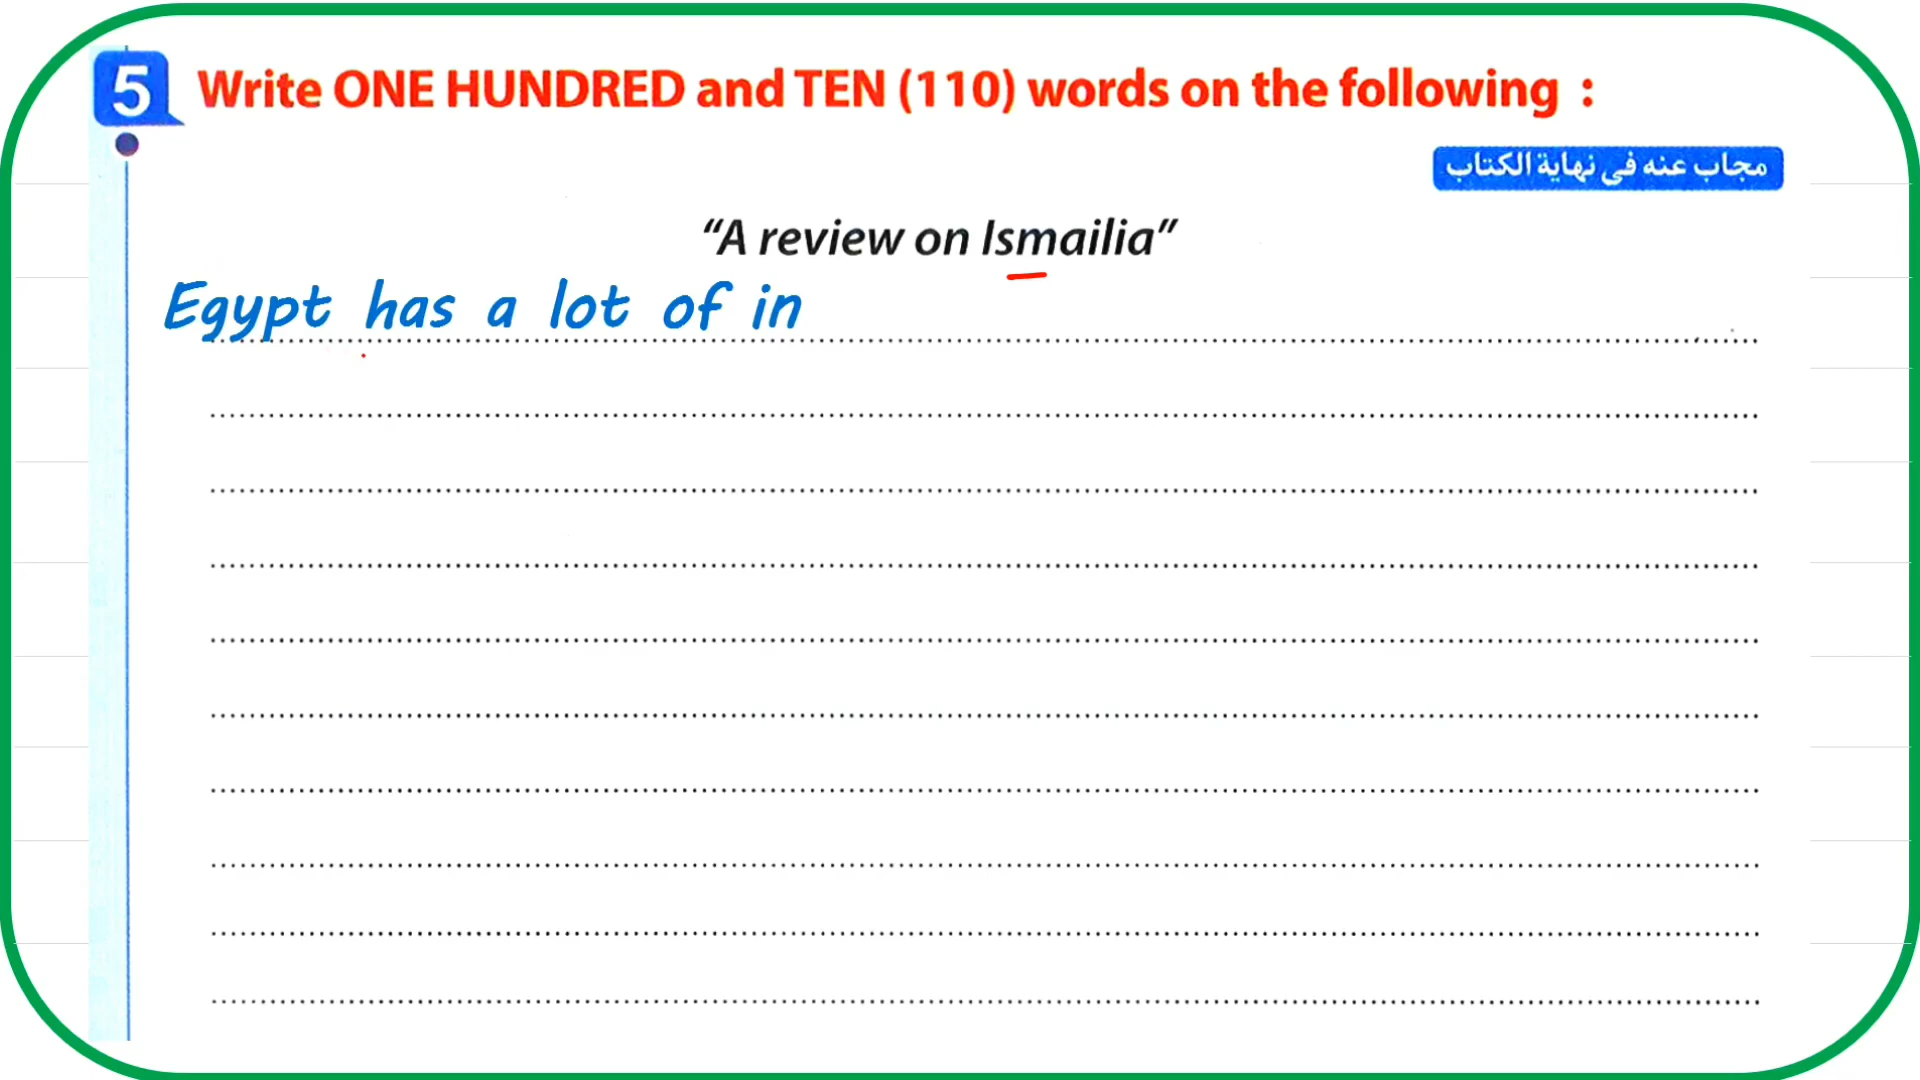 5 Write ONE HUNDRED and TEN (110) words on the following :
مجاب عنه في نهاية الكتاب
“A review on Ismailia”
Egypt has a lot of in